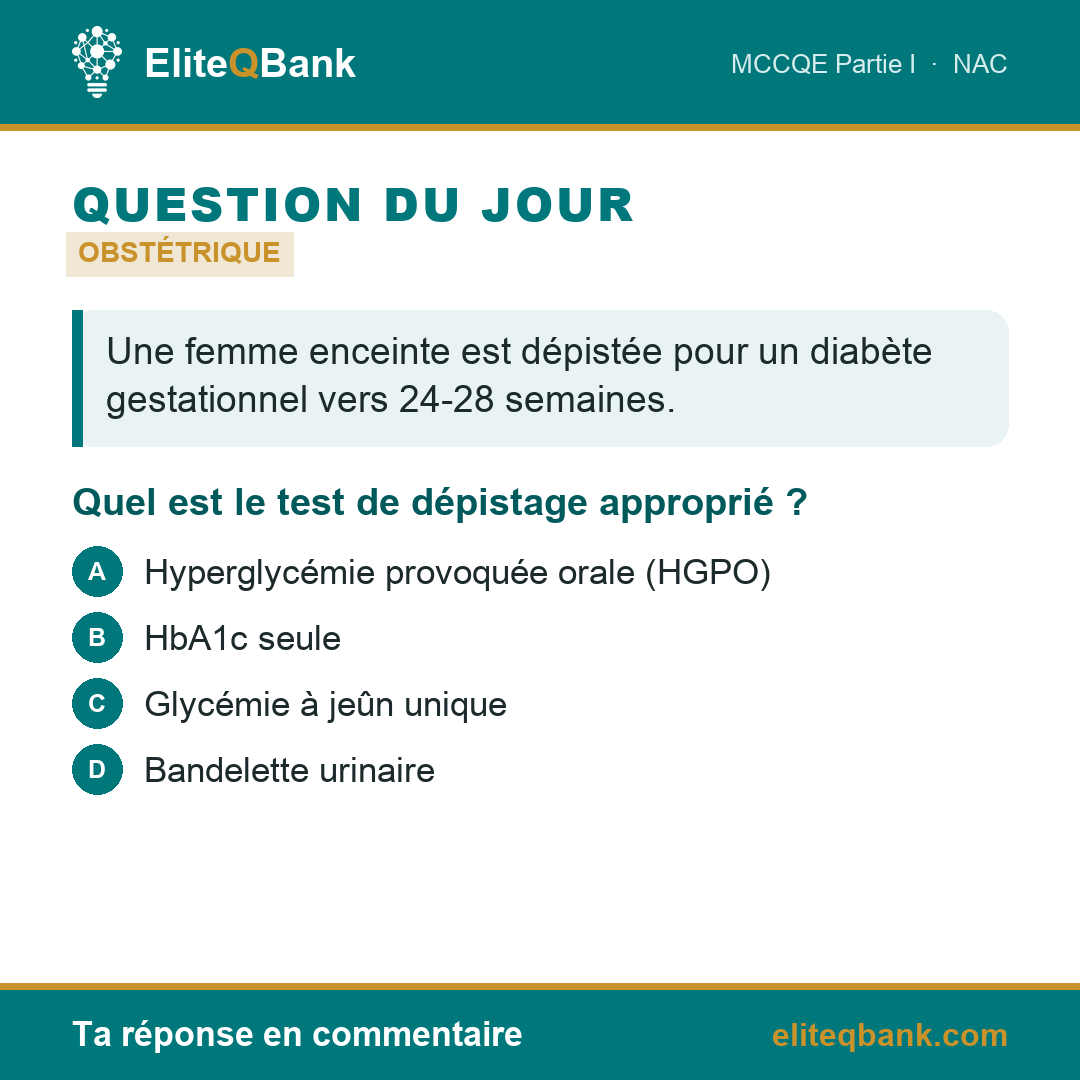 EliteQBank
MCCQE Partie I · NAC
QUESTION DU JOUR
OBSTÉTRIQUE
Une femme enceinte est dépistée pour un diabète
gestationnel vers 24-28 semaines.
Quel est le test de dépistage approprié ?
A Hyperglycémie provoquée orale (HGPO)
B HbA1c seule
C Glycémie à jeûn unique
D Bandelette urinaire
Ta réponse en commentaire
eliteqbank.com